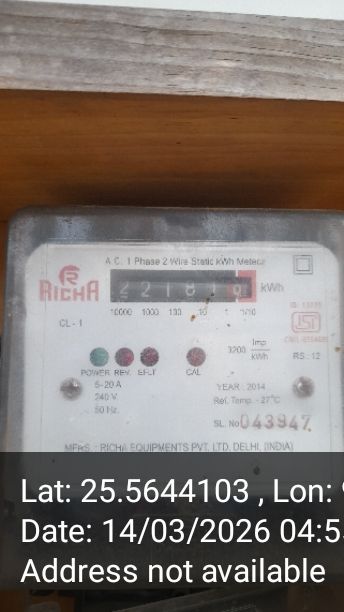 A.C. 1 Phase 2 Wire Static kWh Meter
RICHA
kWh
10000 1000 100 10 1 1/10
CL - 1
3200 Imp/kWh
RS : 12
POWER REV. E/LT CAL
5-20 A
240 V.
50 Hz.
YEAR : 2014
Ref. Temp. - 27°C
SL. No 043947
MFRS. : RICHA EQUIPMENTS PVT. LTD. DELHI, (INDIA)
Lat: 25.5644103 , Lon:
Date: 14/03/2026 04:5
Address not available